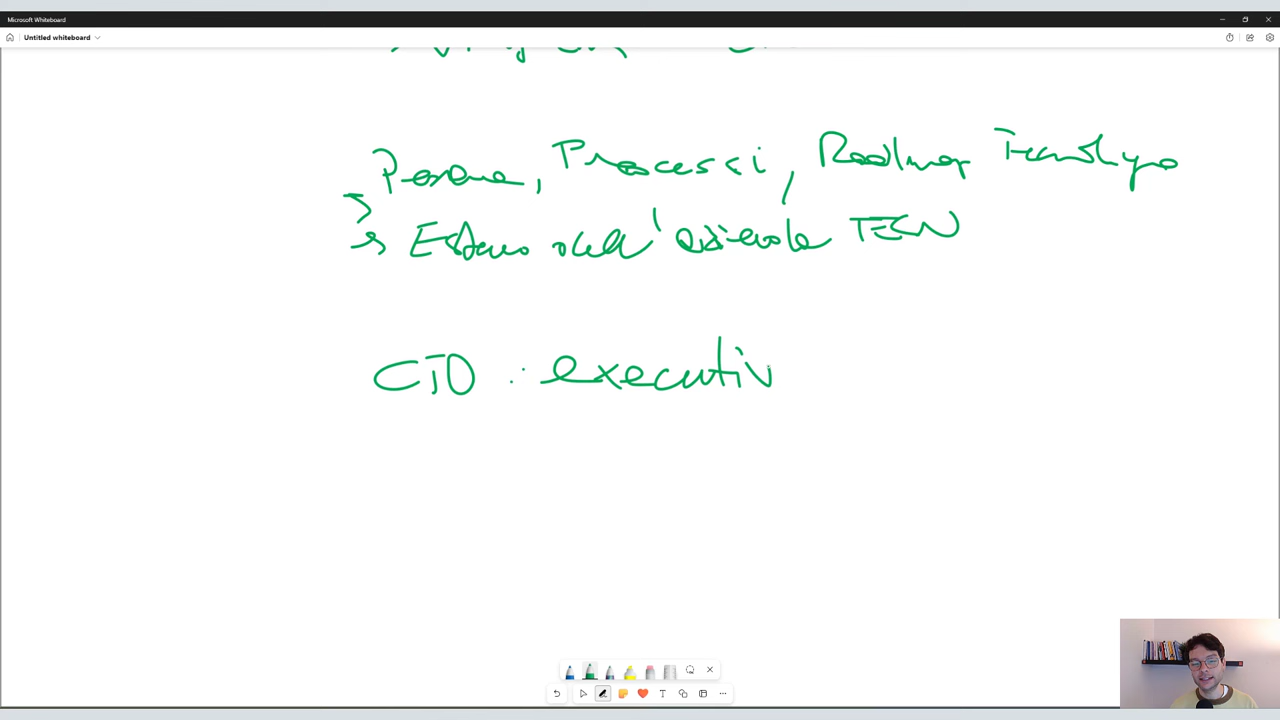 Microsoft Whiteboard
Untitled whiteboard
Persone, Processi, Roadmap Tecnologica
Esterno dell'azienda TECN
CTO : executiv
T